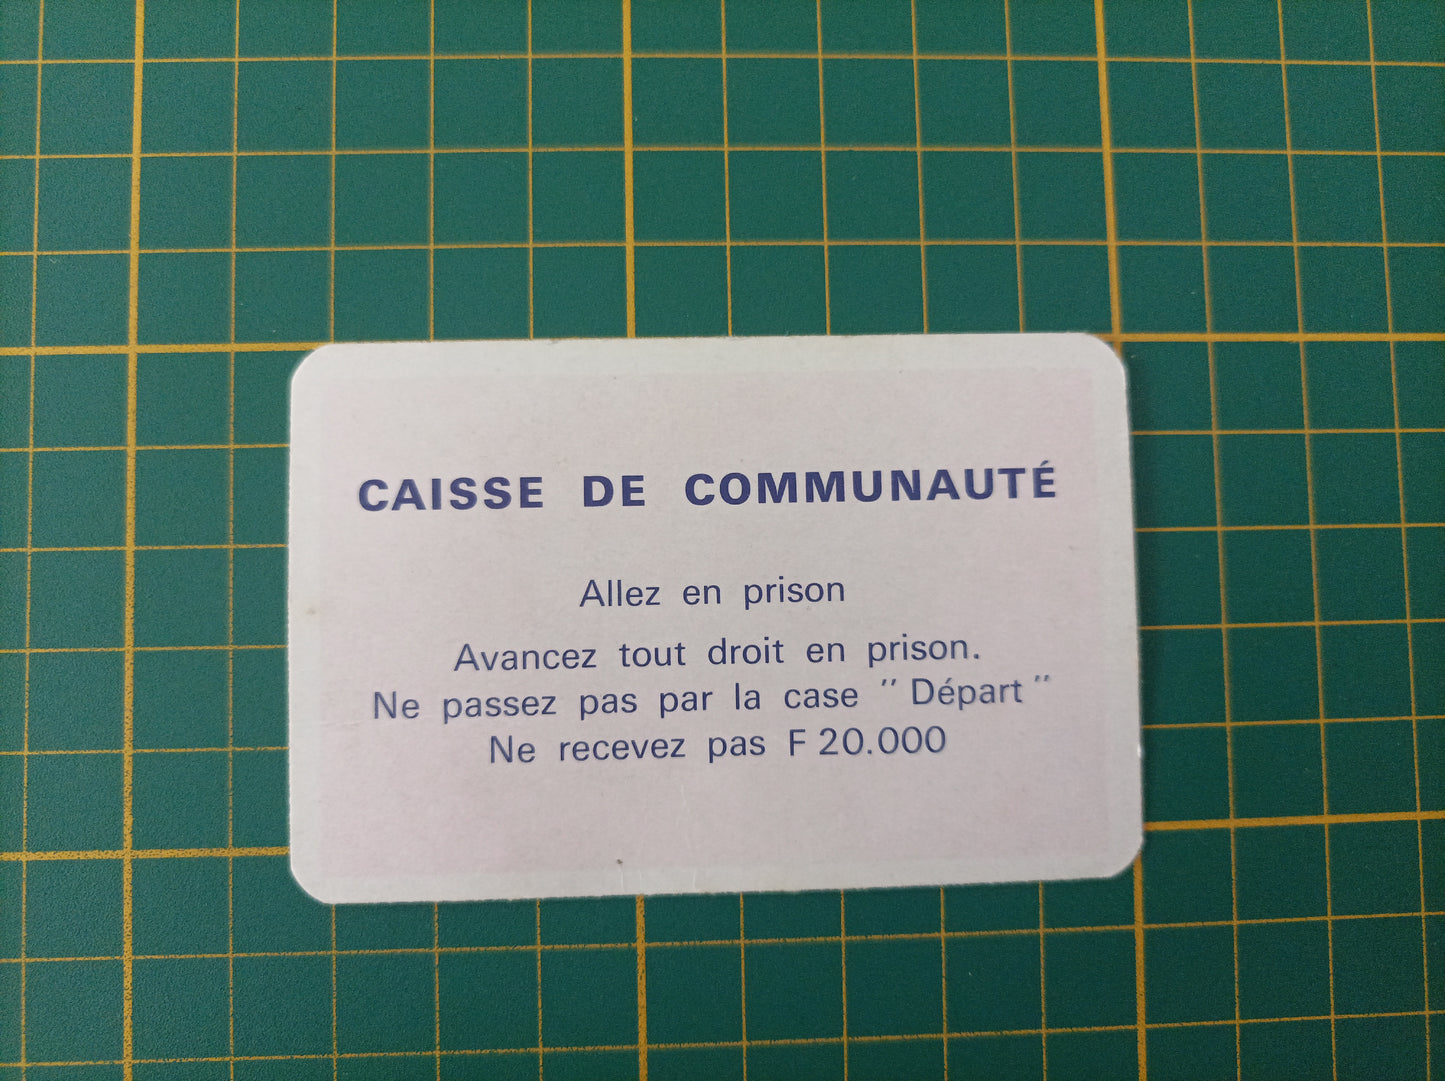 CAISSE DE COMMUNAUTÉ
Allez en prison
Avancez tout droit en prison.
Ne passez pas par la case "Départ"
Ne recevez pas F 20.000